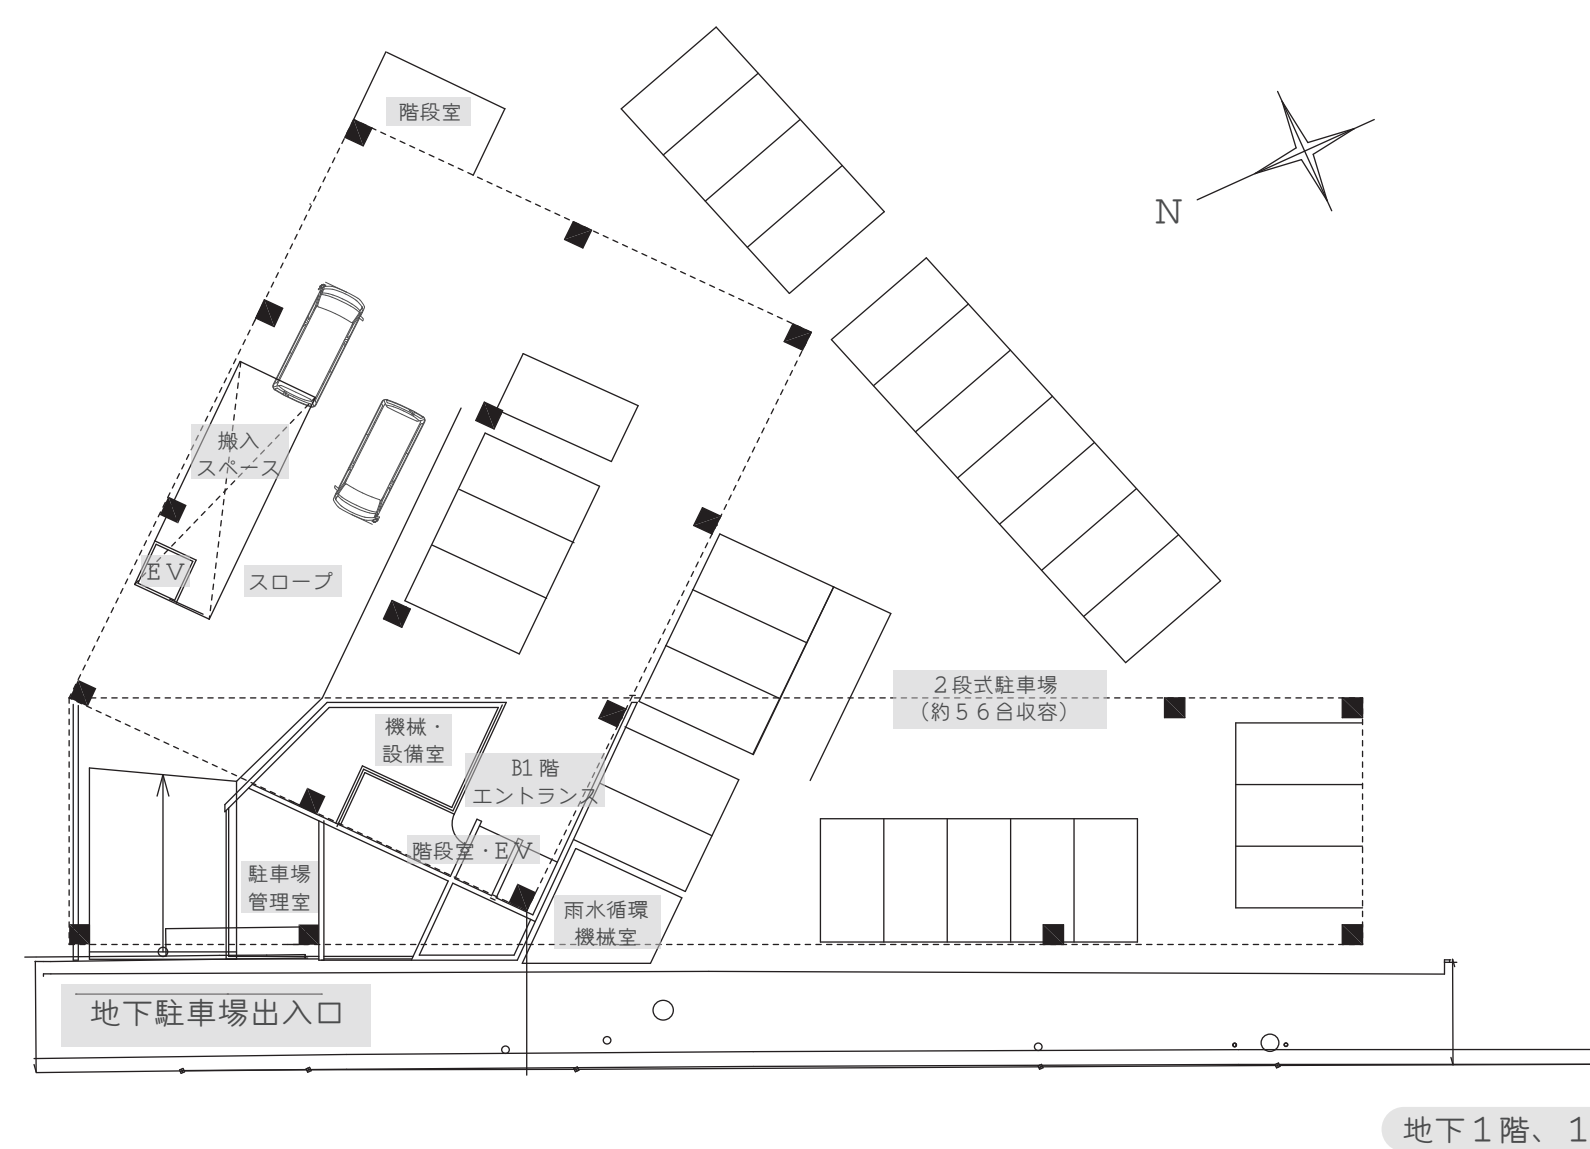 階段室
N
搬入
スペース
EV
スロープ
2段式駐車場
(約56台収容)
機械・
設備室
B1階
エントランス
階段室・EV
駐車場
管理室
雨水循環
機械室
地下駐車場出入口
地下1階、1